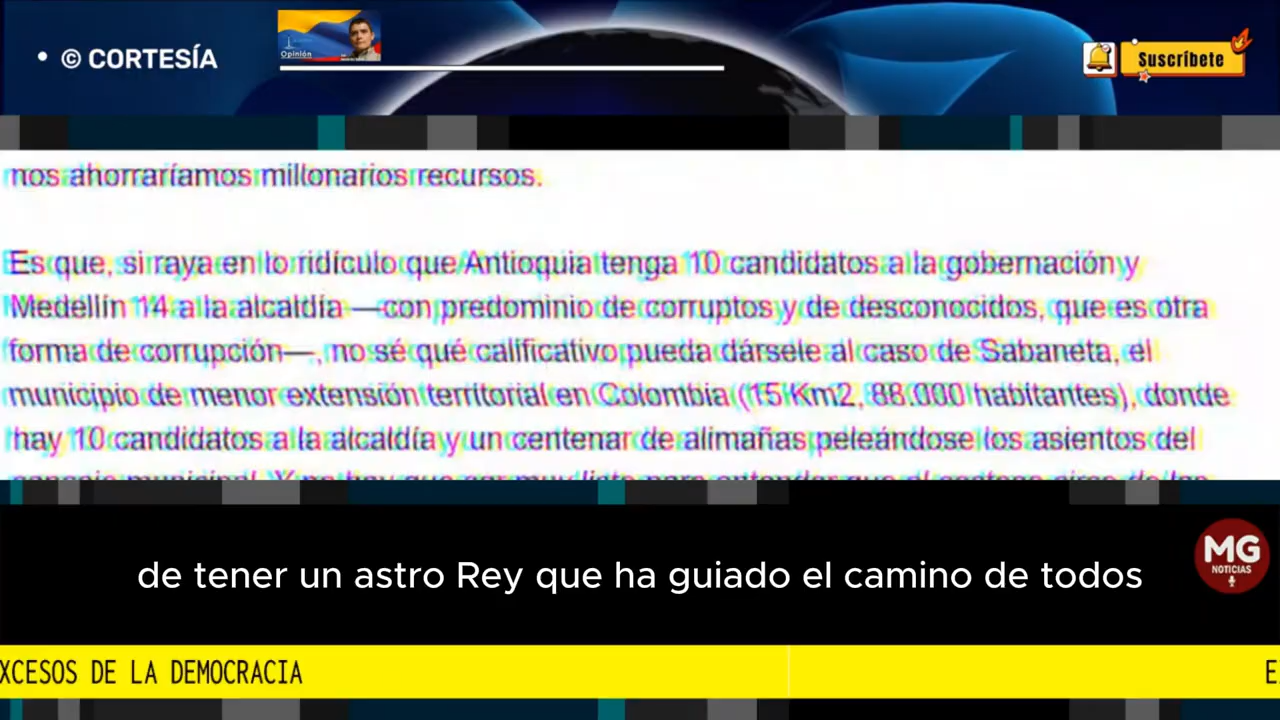 • © CORTESÍA
Opinión
Suscríbete
nos ahorraríamos millonarios recursos.
Es que, si raya en lo ridículo que Antioquia tenga 10 candidatos a la gobernación y
Medellín 14 a la alcaldía —con predominio de corruptos y de desconocidos, que es otra
forma de corrupción—, no sé qué calificativo pueda dársele al caso de Sabaneta, el
municipio de menor extensión territorial en Colombia (15 Km2, 88.000 habitantes), donde
hay 10 candidatos a la alcaldía y un centenar de alimañas peleándose los asientos del
de tener un astro Rey que ha guiado el camino de todos
MG
NOTICIAS
XCESOS DE LA DEMOCRACIA
E